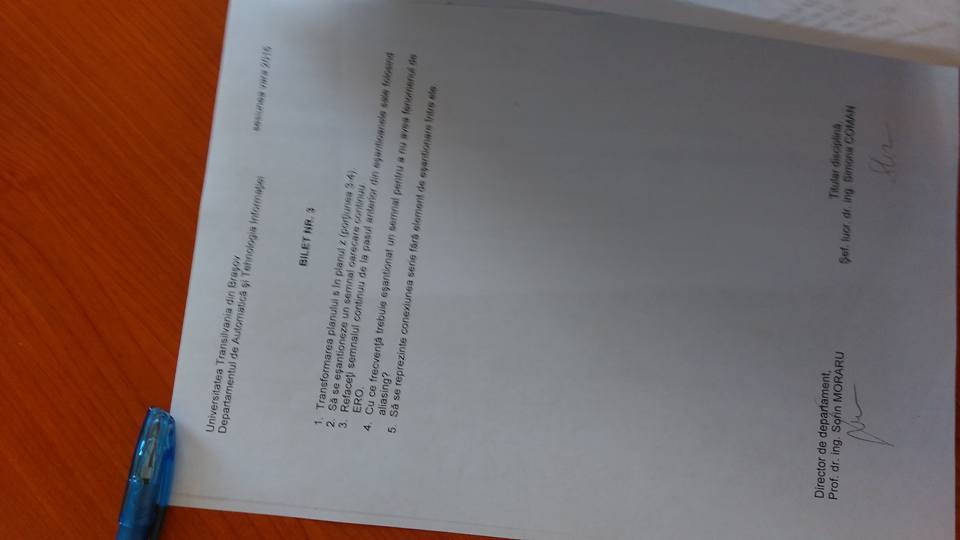 Universitatea Transilvania din Brașov
Departamentul de Automatică și Tehnologia Informației
sesiunea vara 2016
BILET NR. 3
1. Transformarea planului s în planul z (porțiunea 3-4)
2. Să se eșantioneze un semnal oarecare continuu
3. Refaceți semnalul continuu de la pasul anterior din eșantioanele sale folosind
ERO.
4. Cu ce frecvență trebuie eșantionat un semnal pentru a nu avea fenomenul de
aliasing?
5. Să se reprezinte conexiunea serie fără element de eșantionare între ele
Director de departament,
Prof. dr. ing. Sorin MORARU
Titular disciplină,
Șef. lucr. dr. ing. Simona COMAN